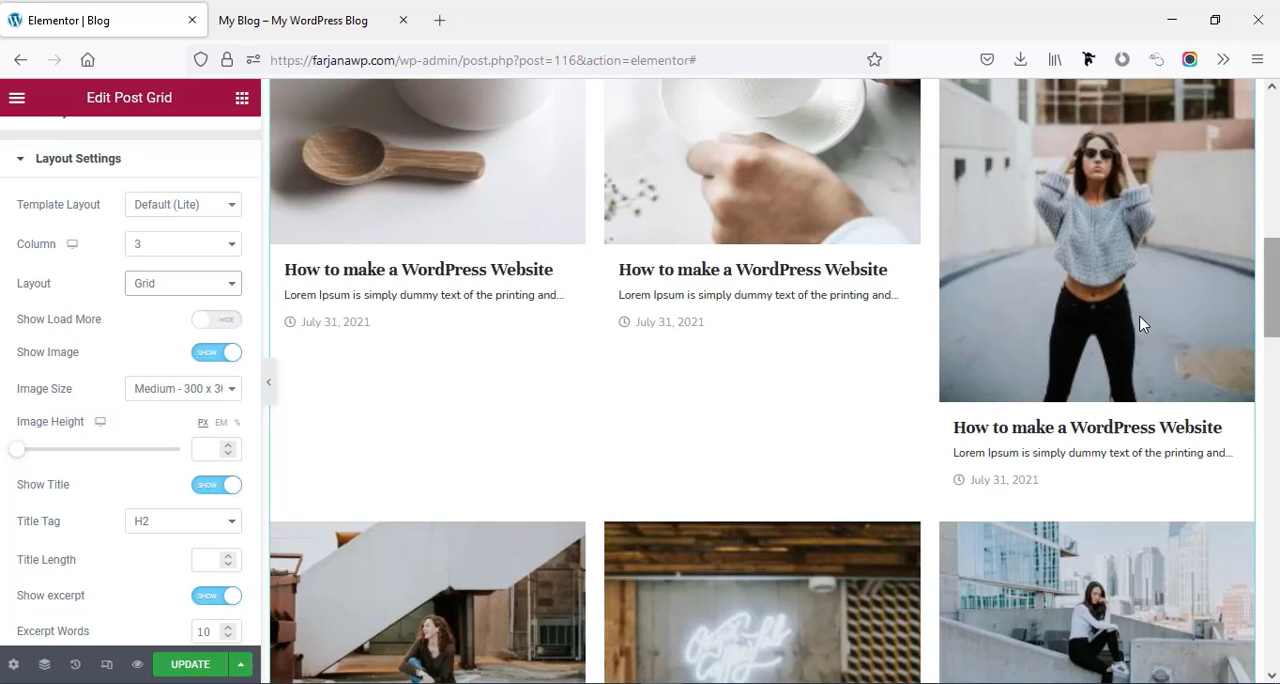 Elementor | Blog
My Blog – My WordPress Blog
https://farjanawp.com/wp-admin/post.php?post=116&action=elementor#
Edit Post Grid
Layout Settings
Template Layout
Default (Lite)
Column
3
Layout
Grid
Show Load More
HIDE
Show Image
SHOW
Image Size
Medium - 300 x 3
Image Height
PX EM %
Show Title
SHOW
Title Tag
H2
Title Length
Show excerpt
SHOW
Excerpt Words
10
UPDATE
How to make a WordPress Website
Lorem Ipsum is simply dummy text of the printing and...
July 31, 2021
How to make a WordPress Website
Lorem Ipsum is simply dummy text of the printing and...
July 31, 2021
How to make a WordPress Website
Lorem Ipsum is simply dummy text of the printing and...
July 31, 2021